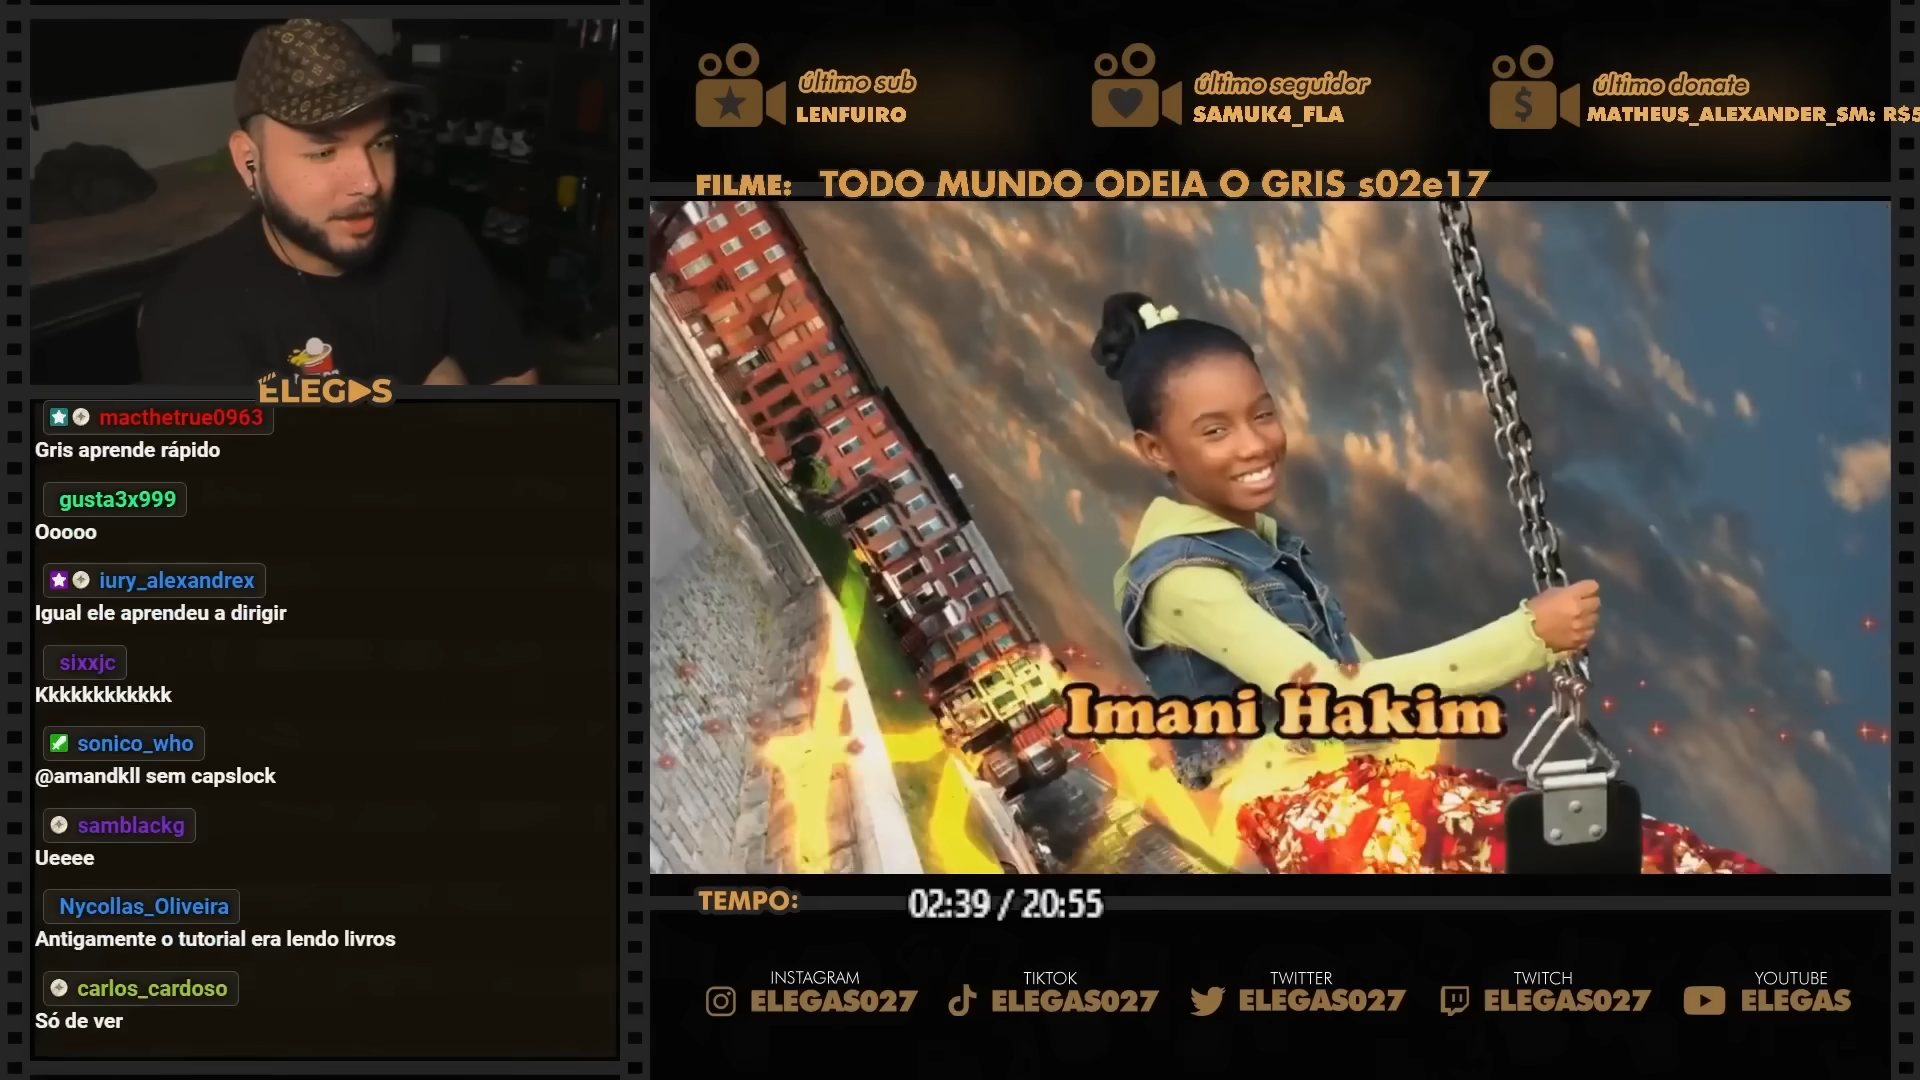 último sub
LENFUIRO
último seguidor
SAMUK4_FLA
último donate
MATHEUS_ALEXANDER_SM: R$5
FILME: TODO MUNDO ODEIA O GRIS s02e17
ELEGAS
macthetrue0963
Gris aprende rápido
gusta3x999
Ooooo
iury_alexandrex
Igual ele aprendeu a dirigir
sixxjc
Kkkkkkkkkkkk
sonico_who
@amandkll sem capslock
samblackg
Ueeee
Nycollas_Oliveira
Antigamente o tutorial era lendo livros
carlos_cardoso
Só de ver
Imani Hakim
TEMPO: 02:39 / 20:55
INSTAGRAM
ELEGAS027
TIKTOK
ELEGAS027
TWITTER
ELEGAS027
TWITCH
ELEGAS027
YOUTUBE
ELEGAS